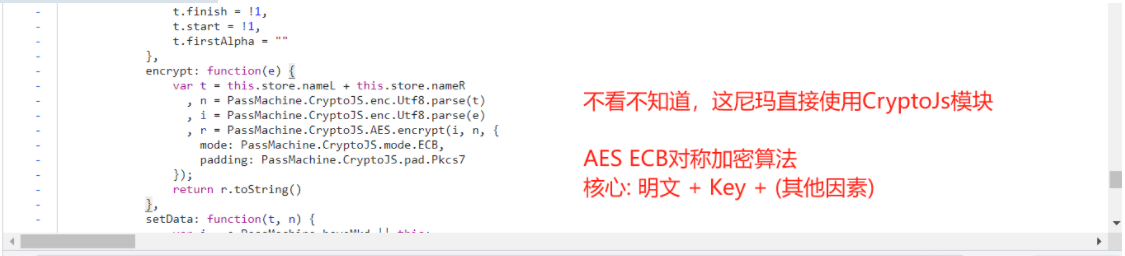 t.finish = !1,
t.start = !1,
t.firstAlpha = ""
},
encrypt: function(e) {
var t = this.store.nameL + this.store.nameR
, n = PassMachine.CryptoJS.enc.Utf8.parse(t)
, i = PassMachine.CryptoJS.enc.Utf8.parse(e)
, r = PassMachine.CryptoJS.AES.encrypt(i, n, {
mode: PassMachine.CryptoJS.mode.ECB,
padding: PassMachine.CryptoJS.pad.Pkcs7
});
return r.toString()
},
setData: function(t, n) {
不看不知道，这尼玛直接使用CryptoJs模块
AES ECB对称加密算法
核心: 明文 + Key + (其他因素)